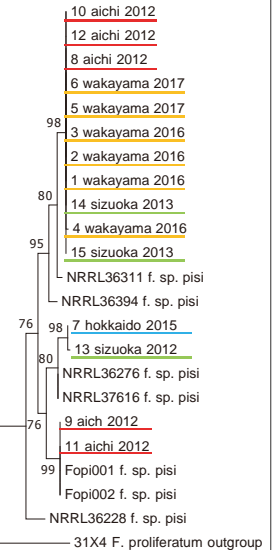 10 aichi 2012
12 aichi 2012
8 aichi 2012
6 wakayama 2017
5 wakayama 2017
98
3 wakayama 2016
2 wakayama 2016
1 wakayama 2016
80
14 sizuoka 2013
4 wakayama 2016
95
15 sizuoka 2013
NRRL36311 f. sp. pisi
NRRL36394 f. sp. pisi
76
98
7 hokkaido 2015
13 sizuoka 2012
80
NRRL36276 f. sp. pisi
NRRL37616 f. sp. pisi
76
9 aich 2012
11 aichi 2012
99
Fopi001 f. sp. pisi
Fopi002 f. sp. pisi
NRRL36228 f. sp. pisi
31X4 F. proliferatum outgroup